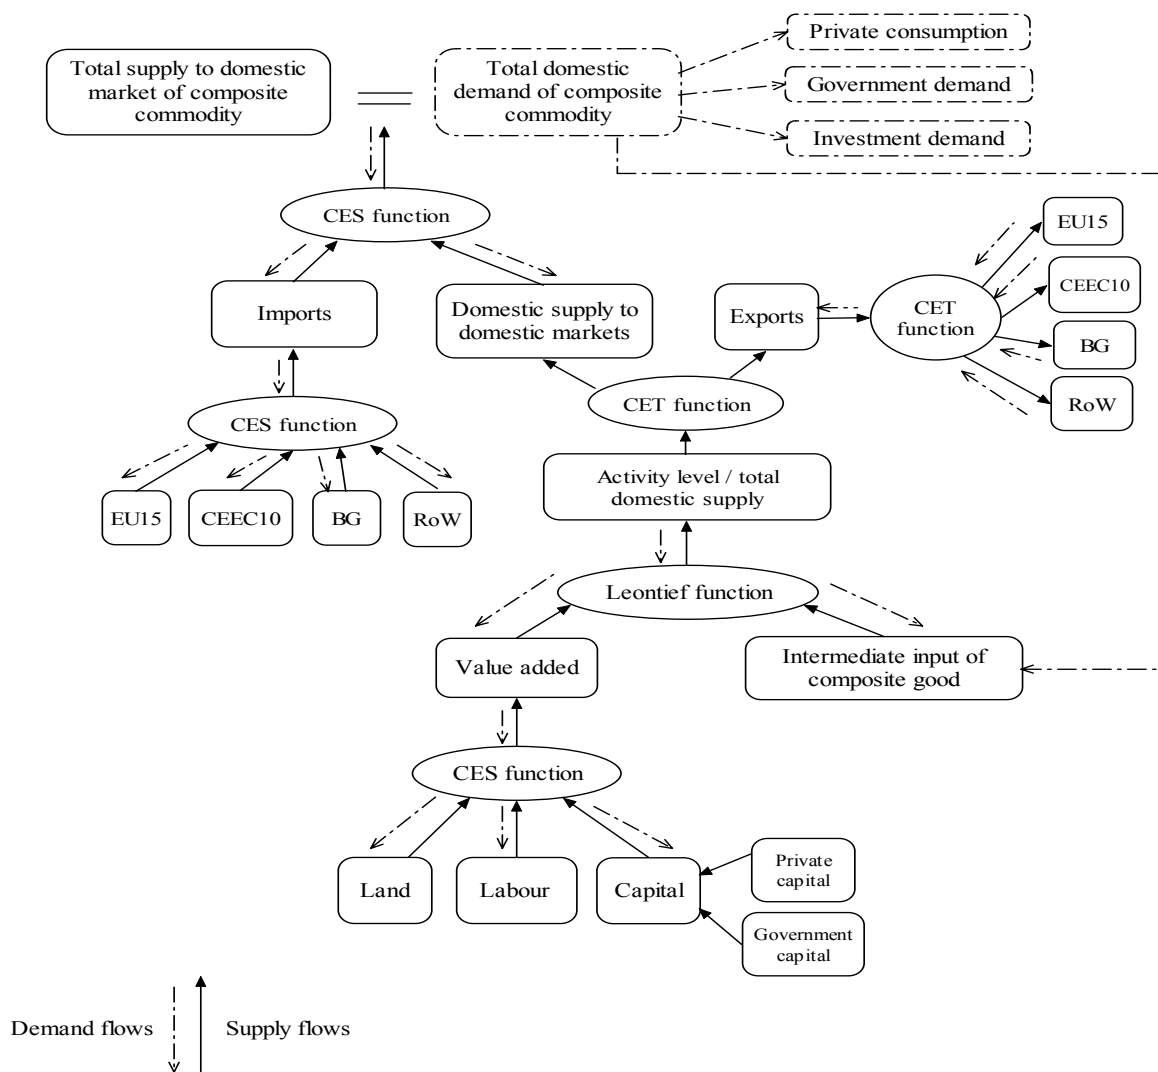 Private consumption
Total supply to domestic
market of composite
commodity
Total domestic
demand of composite
commodity
Government demand
Investment demand
CES function
EU15
CEEC10
BG
RoW
CET
function
Imports
Domestic supply to
domestic markets
Exports
CES function
CET function
EU15
CEEC10
BG
RoW
Activity level / total
domestic supply
Leontief function
Value added
Intermediate input of
composite good
CES function
Land
Labour
Capital
Private
capital
Government
capital
Demand flows
Supply flows